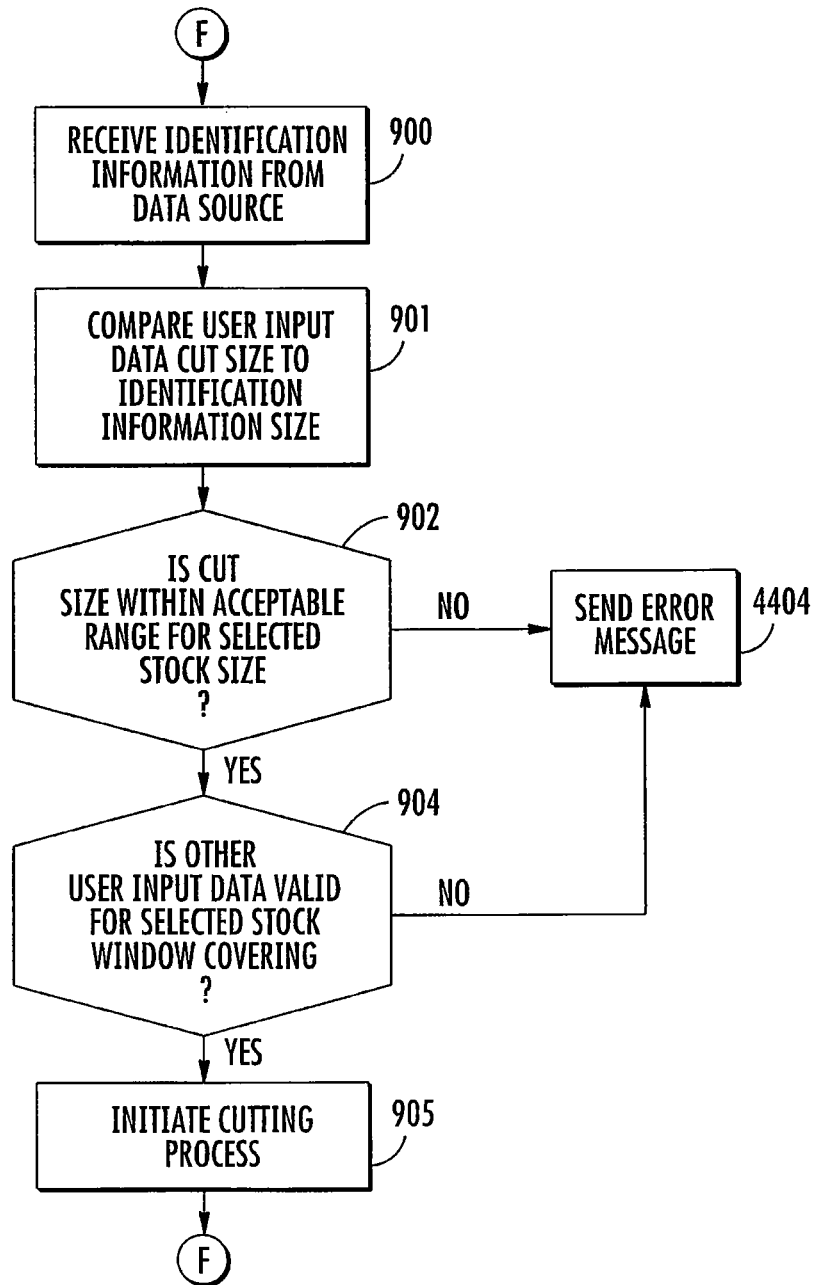 F
RECEIVE IDENTIFICATION
INFORMATION FROM
DATA SOURCE
900
COMPARE USER INPUT
DATA CUT SIZE TO
IDENTIFICATION
INFORMATION SIZE
901
902
IS CUT
SIZE WITHIN ACCEPTABLE
RANGE FOR SELECTED
STOCK SIZE
?
NO
SEND ERROR
MESSAGE
4404
YES
904
IS OTHER
USER INPUT DATA VALID
FOR SELECTED STOCK
WINDOW COVERING
?
NO
YES
INITIATE CUTTING
PROCESS
905
F